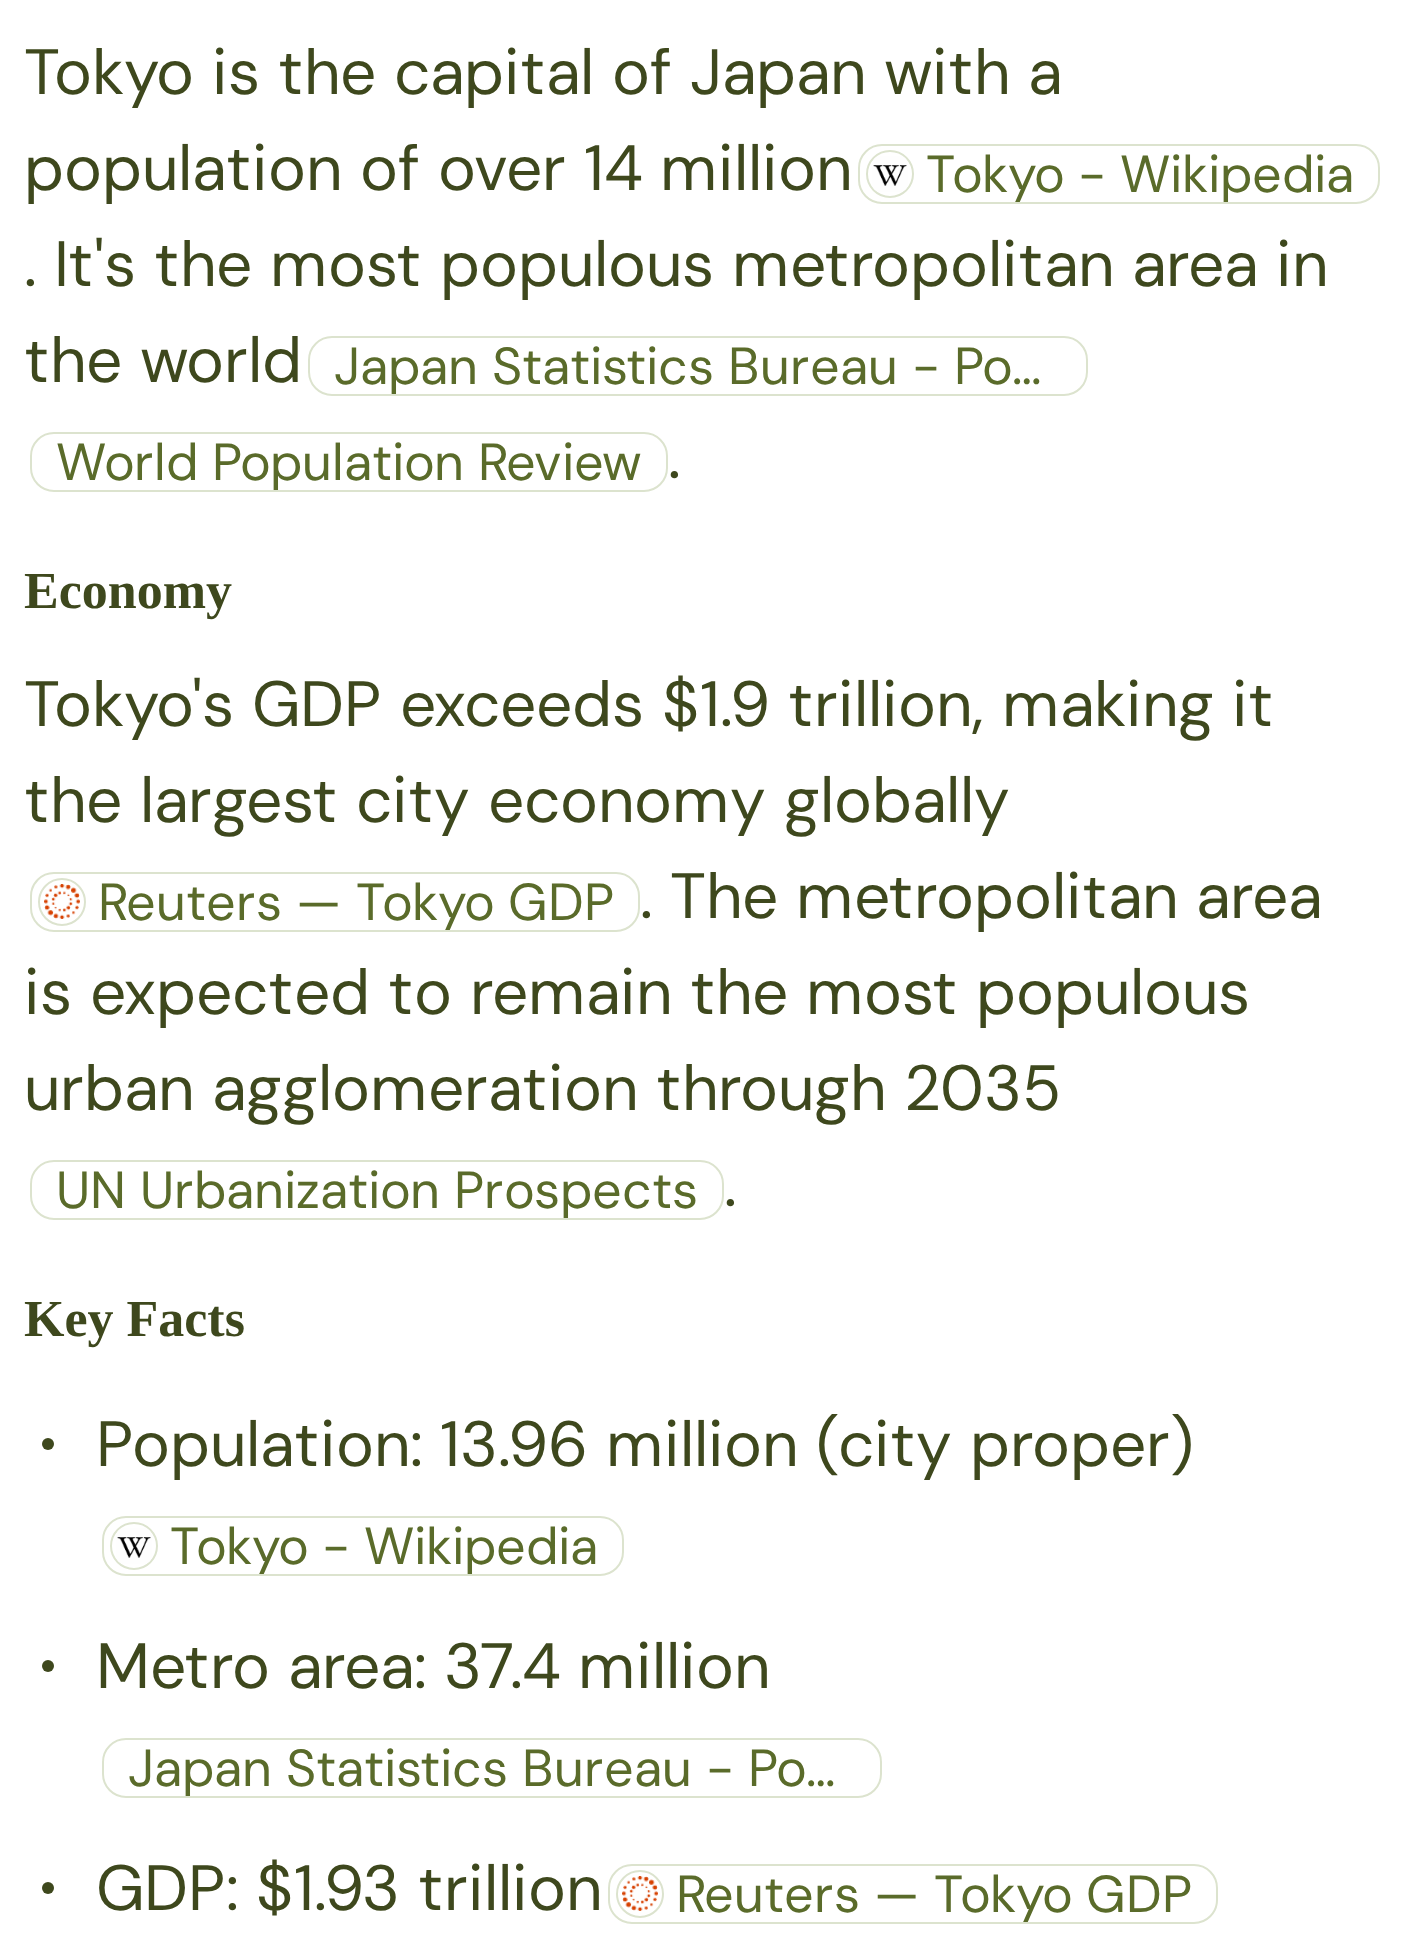 Tokyo is the capital of Japan with a
population of over 14 million W Tokyo - Wikipedia
. It's the most populous metropolitan area in
the world Japan Statistics Bureau - Po...
World Population Review .
Economy
Tokyo's GDP exceeds $1.9 trillion, making it
the largest city economy globally
Reuters — Tokyo GDP . The metropolitan area
is expected to remain the most populous
urban agglomeration through 2035
UN Urbanization Prospects .
Key Facts
• Population: 13.96 million (city proper)
W Tokyo - Wikipedia
• Metro area: 37.4 million
Japan Statistics Bureau - Po...
• GDP: $1.93 trillion Reuters — Tokyo GDP